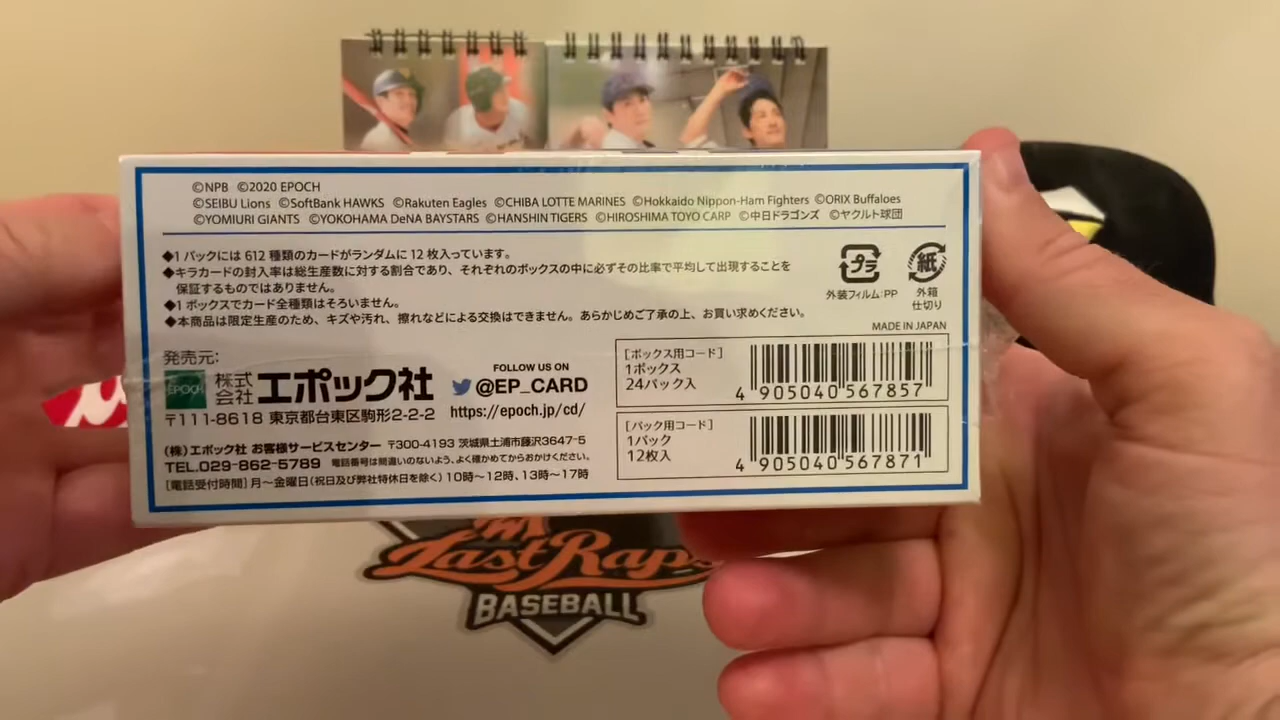 ©NPB ©2020 EPOCH
©SEIBU Lions ©SoftBank HAWKS ©Rakuten Eagles ©CHIBA LOTTE MARINES ©Hokkaido Nippon-Ham Fighters ©ORIX Buffaloes
©YOMIURI GIANTS ©YOKOHAMA DeNA BAYSTARS ©HANSHIN TIGERS ©HIROSHIMA TOYO CARP ©中日ドラゴンズ ©ヤクルト球団
◆1パックには 612 種類のカードがランダムに 12 枚入っています。
◆キラカードの封入率は総生産数に対する割合であり、それぞれのボックスの中に必ずその比率で平均して出現することを
保証するものではありません。
◆1ボックスでカード全種類はそろいません。
◆本商品は限定生産のため、キズや汚れ、擦れなどによる交換はできません。あらかじめご了承の上、お買い求めください。
プラ
外装フィルム:PP
紙
外箱
仕切り
MADE IN JAPAN
発売元:
EPOCH
株式会社エポック社
〒111-8618 東京都台東区駒形2-2-2
FOLLOW US ON
@EP_CARD
https://epoch.jp/cd/
(株)エポック社 お客様サービスセンター 〒300-4193 茨城県土浦市藤沢3647-5
TEL.029-862-5789 電話番号は間違いのないよう、よく確かめてからおかけください。
[電話受付時間]月〜金曜日(祝日及び弊社特休日を除く)10時〜12時、13時〜17時
[ボックス用コード]
1ボックス
24パック入
4 905040 567857
[パック用コード]
1パック
12枚入
4 905040 567871
BASEBALL